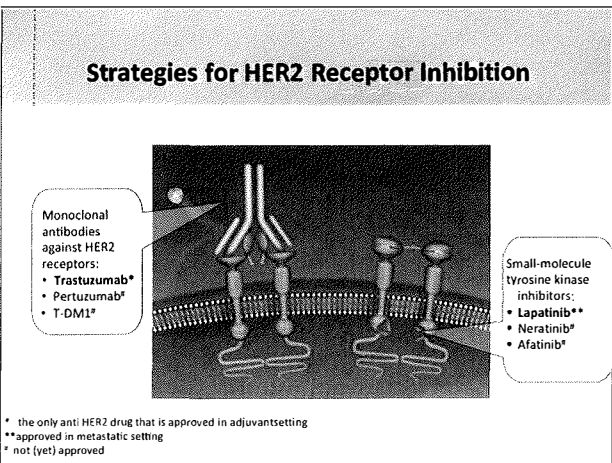 Strategies for HER2 Receptor Inhibition
Monoclonal
antibodies
against HER2
receptors:
• Trastuzumab*
• Pertuzumab#
• T-DM1#
Small-molecule
tyrosine kinase
inhibitors:
• Lapatinib**
• Neratinib#
• Afatinib#
* the only anti HER2 drug that is approved in adjuvantsetting
**approved in metastatic setting
# not (yet) approved